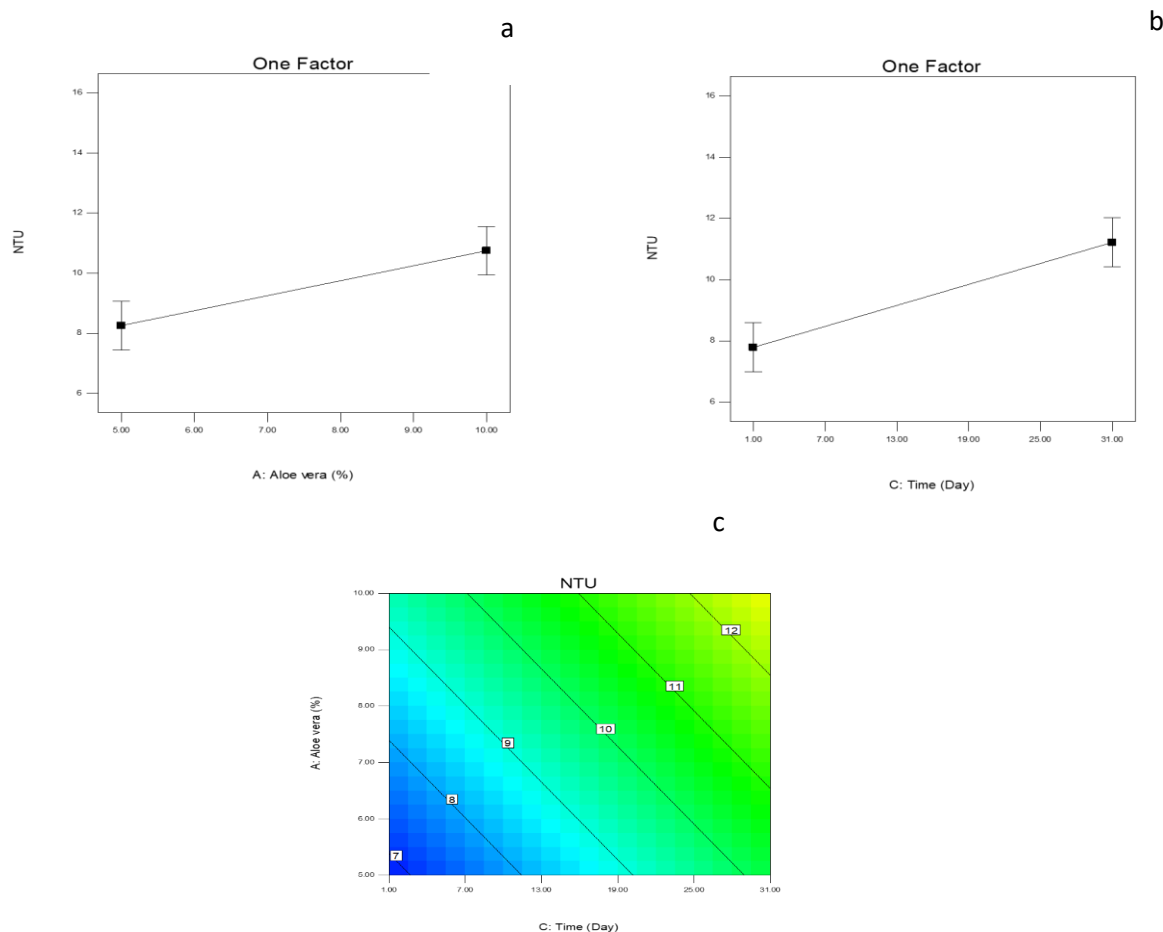 a
One Factor
16
14
12
10
8
6
NTU
5.00 6.00 7.00 8.00 9.00 10.00
A: Aloe vera (%)
b
One Factor
16
14
12
10
8
6
NTU
1.00 7.00 13.00 19.00 25.00 31.00
C: Time (Day)
c
NTU
10.00
9.00
8.00
7.00
6.00
5.00
A: Aloe vera (%)
12
11
10
9
8
7
1.00 7.00 13.00 19.00 25.00 31.00
C: Time (Day)